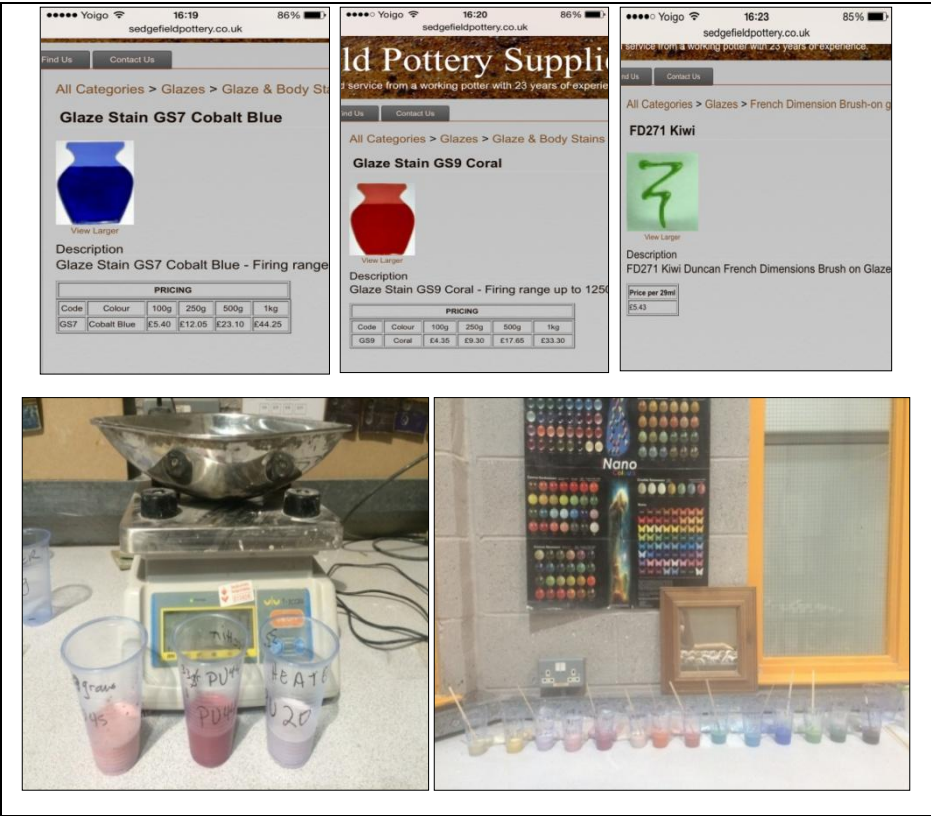 Yoigo 16:19 86%
sedgefieldpottery.co.uk
Find Us Contact Us
All Categories > Glazes > Glaze & Body Sta
Glaze Stain GS7 Cobalt Blue
View Larger
Description
Glaze Stain GS7 Cobalt Blue - Firing range
PRICING
Code Colour 100g 250g 500g 1kg
GS7 Cobalt Blue £5.40 £12.05 £23.10 £44.25
Yoigo 16:20 86%
sedgefieldpottery.co.uk
ld Pottery Suppli
d service from a working potter with 23 years of experie
ind Us Contact Us
All Categories > Glazes > Glaze & Body Stains
Glaze Stain GS9 Coral
View Larger
Description
Glaze Stain GS9 Coral - Firing range up to 1250
PRICING
Code Colour 100g 250g 500g 1kg
GS9 Coral £4.35 £9.30 £17.65 £33.30
Yoigo 16:23 85%
sedgefieldpottery.co.uk
service from a working potter with 23 years of experience.
nd Us Contact Us
All Categories > Glazes > French Dimension Brush-on g
FD271 Kiwi
View Larger
Description
FD271 Kiwi Duncan French Dimensions Brush on Glaze
Price per 29ml
£5.43
PU
HEATE
20
Nano